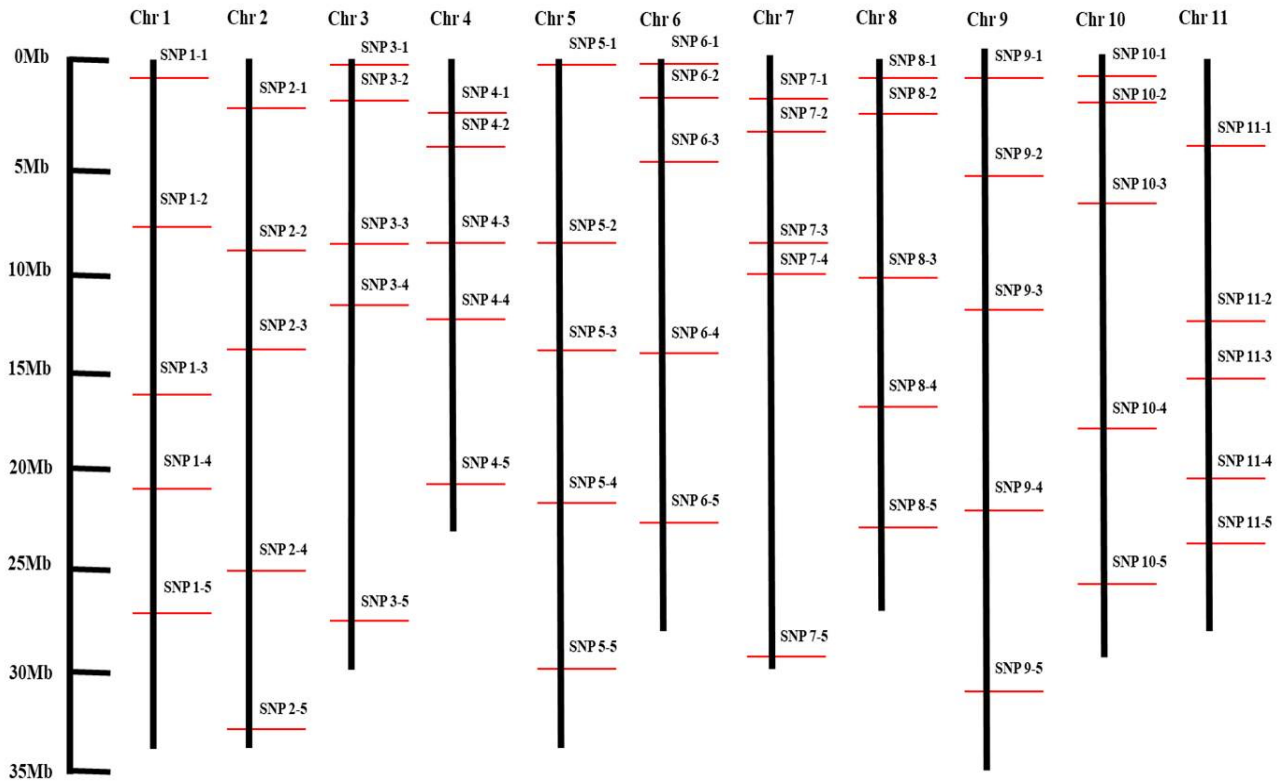 Chr 1 Chr 2 Chr 3 Chr 4 Chr 5 Chr 6 Chr 7 Chr 8 Chr 9 Chr 10 Chr 11
0Mb
5Mb
10Mb
15Mb
20Mb
25Mb
30Mb
35Mb
SNP 1-1
SNP 1-2
SNP 1-3
SNP 1-4
SNP 1-5
SNP 2-1
SNP 2-2
SNP 2-3
SNP 2-4
SNP 2-5
SNP 3-1
SNP 3-2
SNP 3-3
SNP 3-4
SNP 3-5
SNP 4-1
SNP 4-2
SNP 4-3
SNP 4-4
SNP 4-5
SNP 5-1
SNP 5-2
SNP 5-3
SNP 5-4
SNP 5-5
SNP 6-1
SNP 6-2
SNP 6-3
SNP 6-4
SNP 6-5
SNP 7-1
SNP 7-2
SNP 7-3
SNP 7-4
SNP 7-5
SNP 8-1
SNP 8-2
SNP 8-3
SNP 8-4
SNP 8-5
SNP 9-1
SNP 9-2
SNP 9-3
SNP 9-4
SNP 9-5
SNP 10-1
SNP 10-2
SNP 10-3
SNP 10-4
SNP 10-5
SNP 11-1
SNP 11-2
SNP 11-3
SNP 11-4
SNP 11-5